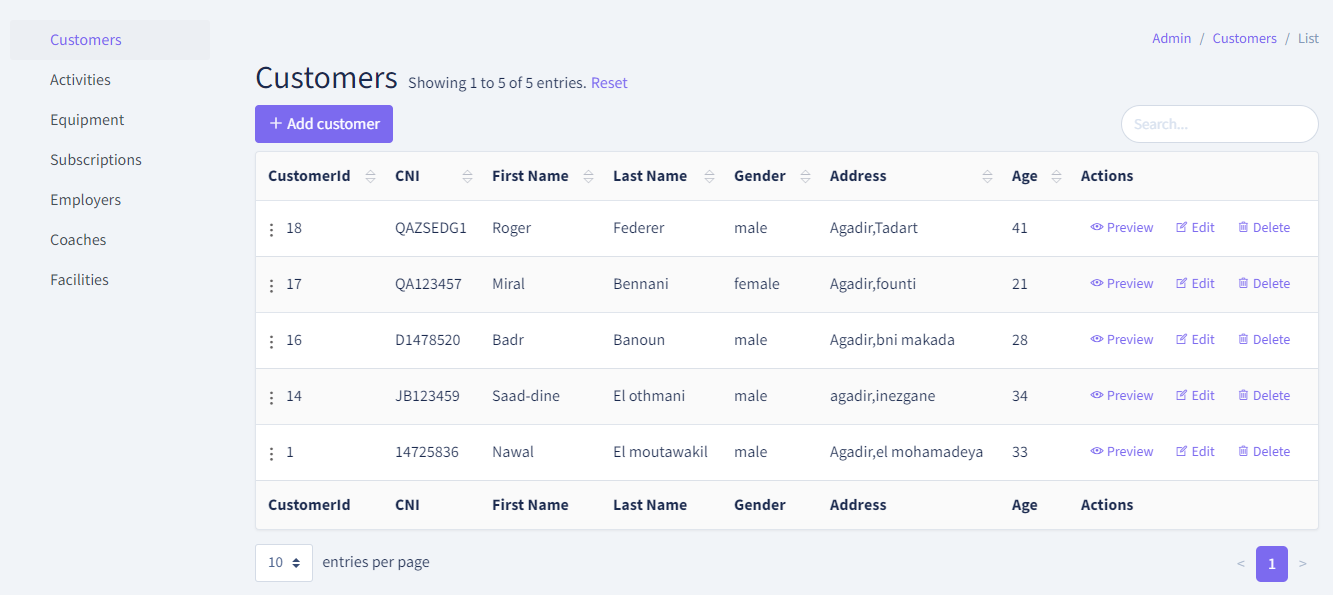 Customers
Activities
Equipment
Subscriptions
Employers
Coaches
Facilities
Admin / Customers / List
Customers Showing 1 to 5 of 5 entries. Reset
+ Add customer
Search...
CustomerId CNI First Name Last Name Gender Address Age Actions
18 QAZSEDG1 Roger Federer male Agadir,Tadart 41 Preview Edit Delete
17 QA123457 Miral Bennani female Agadir,founti 21 Preview Edit Delete
16 D1478520 Badr Banoun male Agadir,bni makada 28 Preview Edit Delete
14 JB123459 Saad-dine El othmani male agadir,inezgane 34 Preview Edit Delete
1 14725836 Nawal El moutawakil male Agadir,el mohamadeya 33 Preview Edit Delete
CustomerId CNI First Name Last Name Gender Address Age Actions
10 entries per page
< 1 >